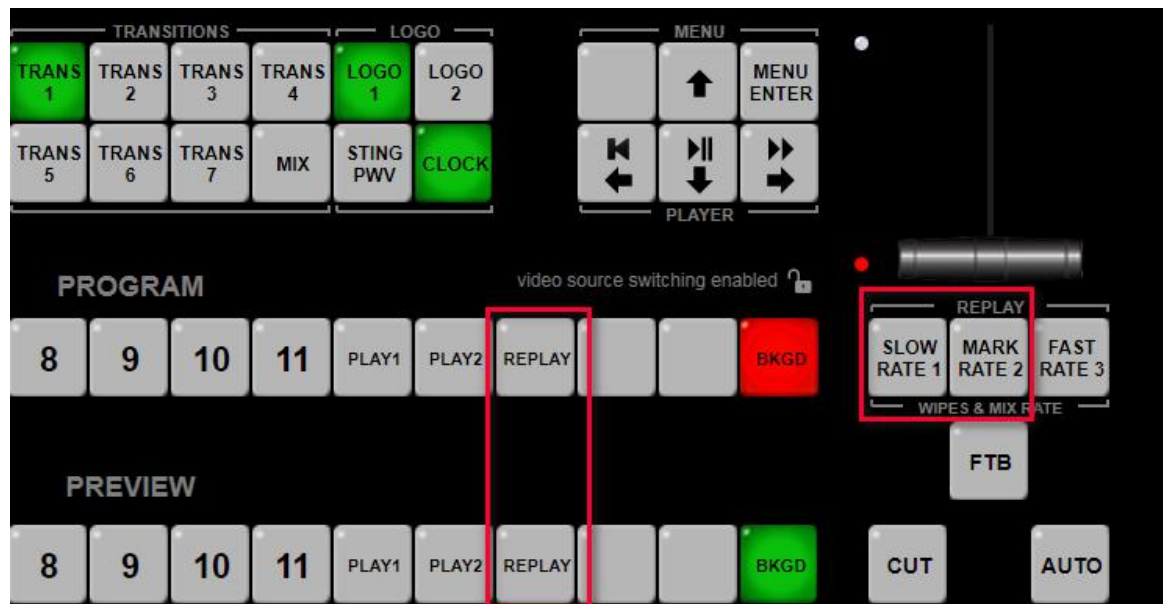 TRANSITIONS LOGO MENU
TRANS 1 TRANS 2 TRANS 3 TRANS 4 LOGO 1 LOGO 2 MENU ENTER
TRANS 5 TRANS 6 TRANS 7 MIX STING PWV CLOCK
PLAYER
PROGRAM video source switching enabled
REPLAY
8 9 10 11 PLAY1 PLAY2 REPLAY BKGD SLOW RATE 1 MARK RATE 2 FAST RATE 3
WIPES & MIX RATE
FTB
PREVIEW
8 9 10 11 PLAY1 PLAY2 REPLAY BKGD CUT AUTO